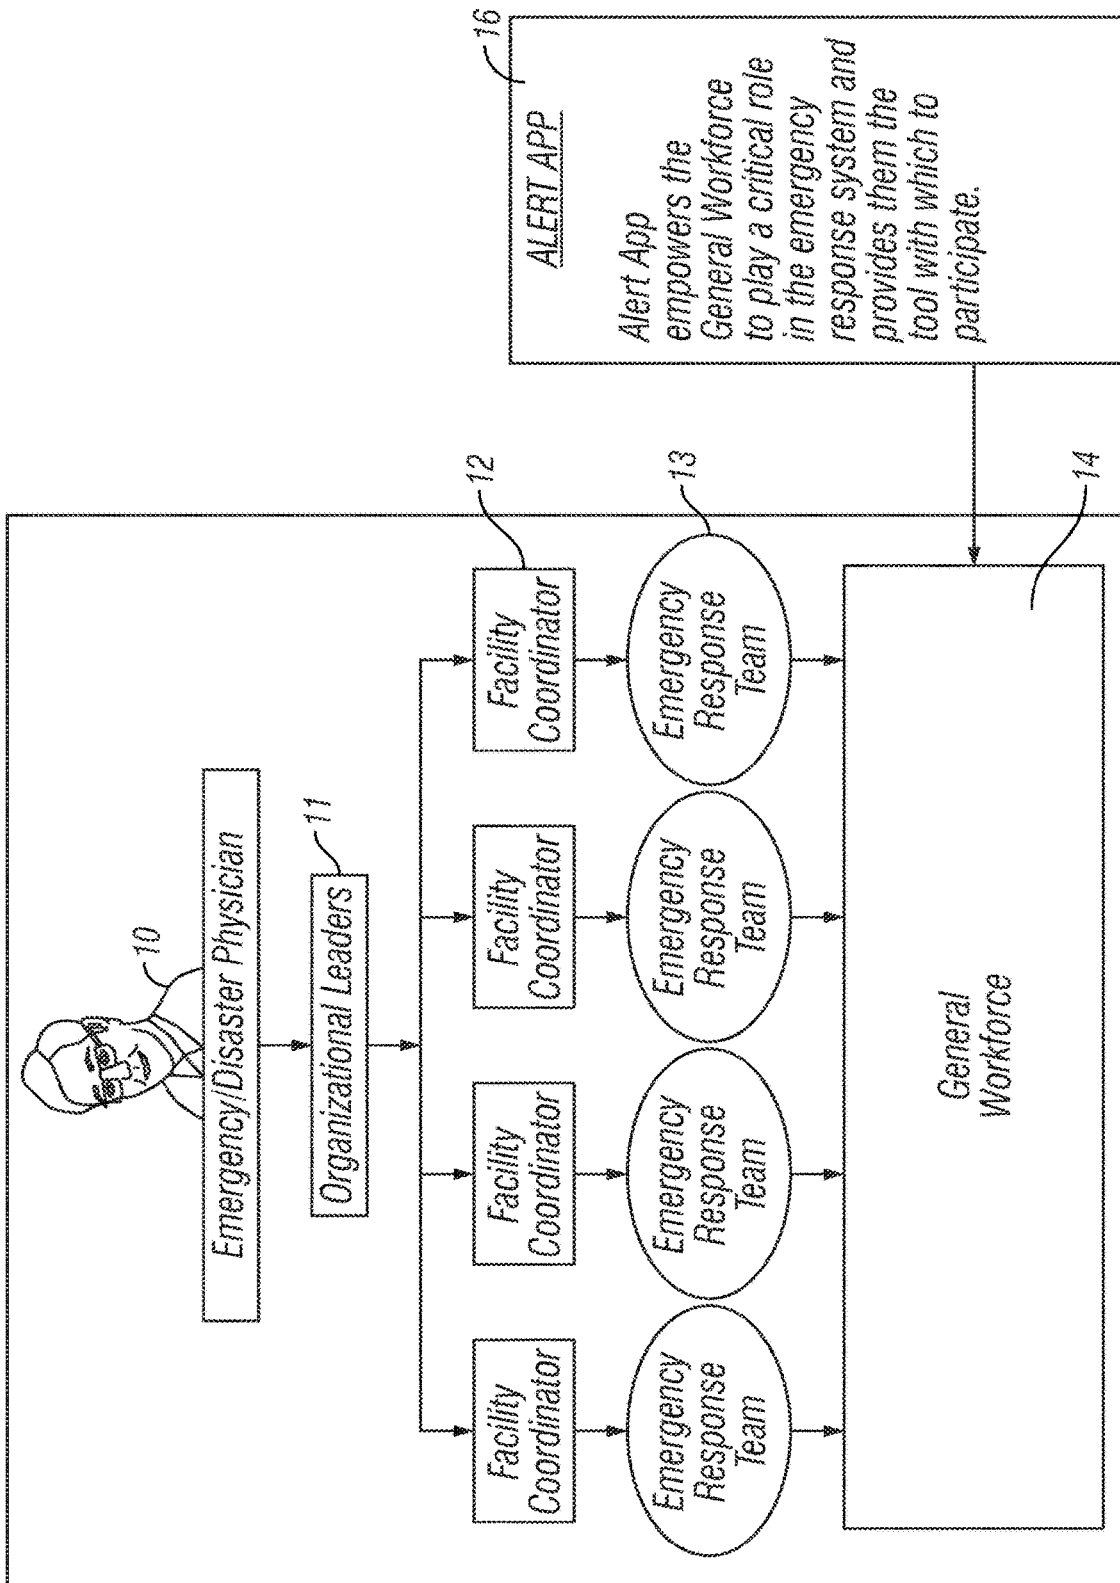 10
Emergency/Disaster Physician
11
Organizational Leaders
12
Facility
Coordinator
Facility
Coordinator
Facility
Coordinator
Facility
Coordinator
13
Emergency
Response
Team
Emergency
Response
Team
Emergency
Response
Team
Emergency
Response
Team
General
Workforce
14
16
ALERT APP
Alert App
empowers the
General Workforce
to play a critical role
in the emergency
response system and
provides them the
tool with which to
participate.